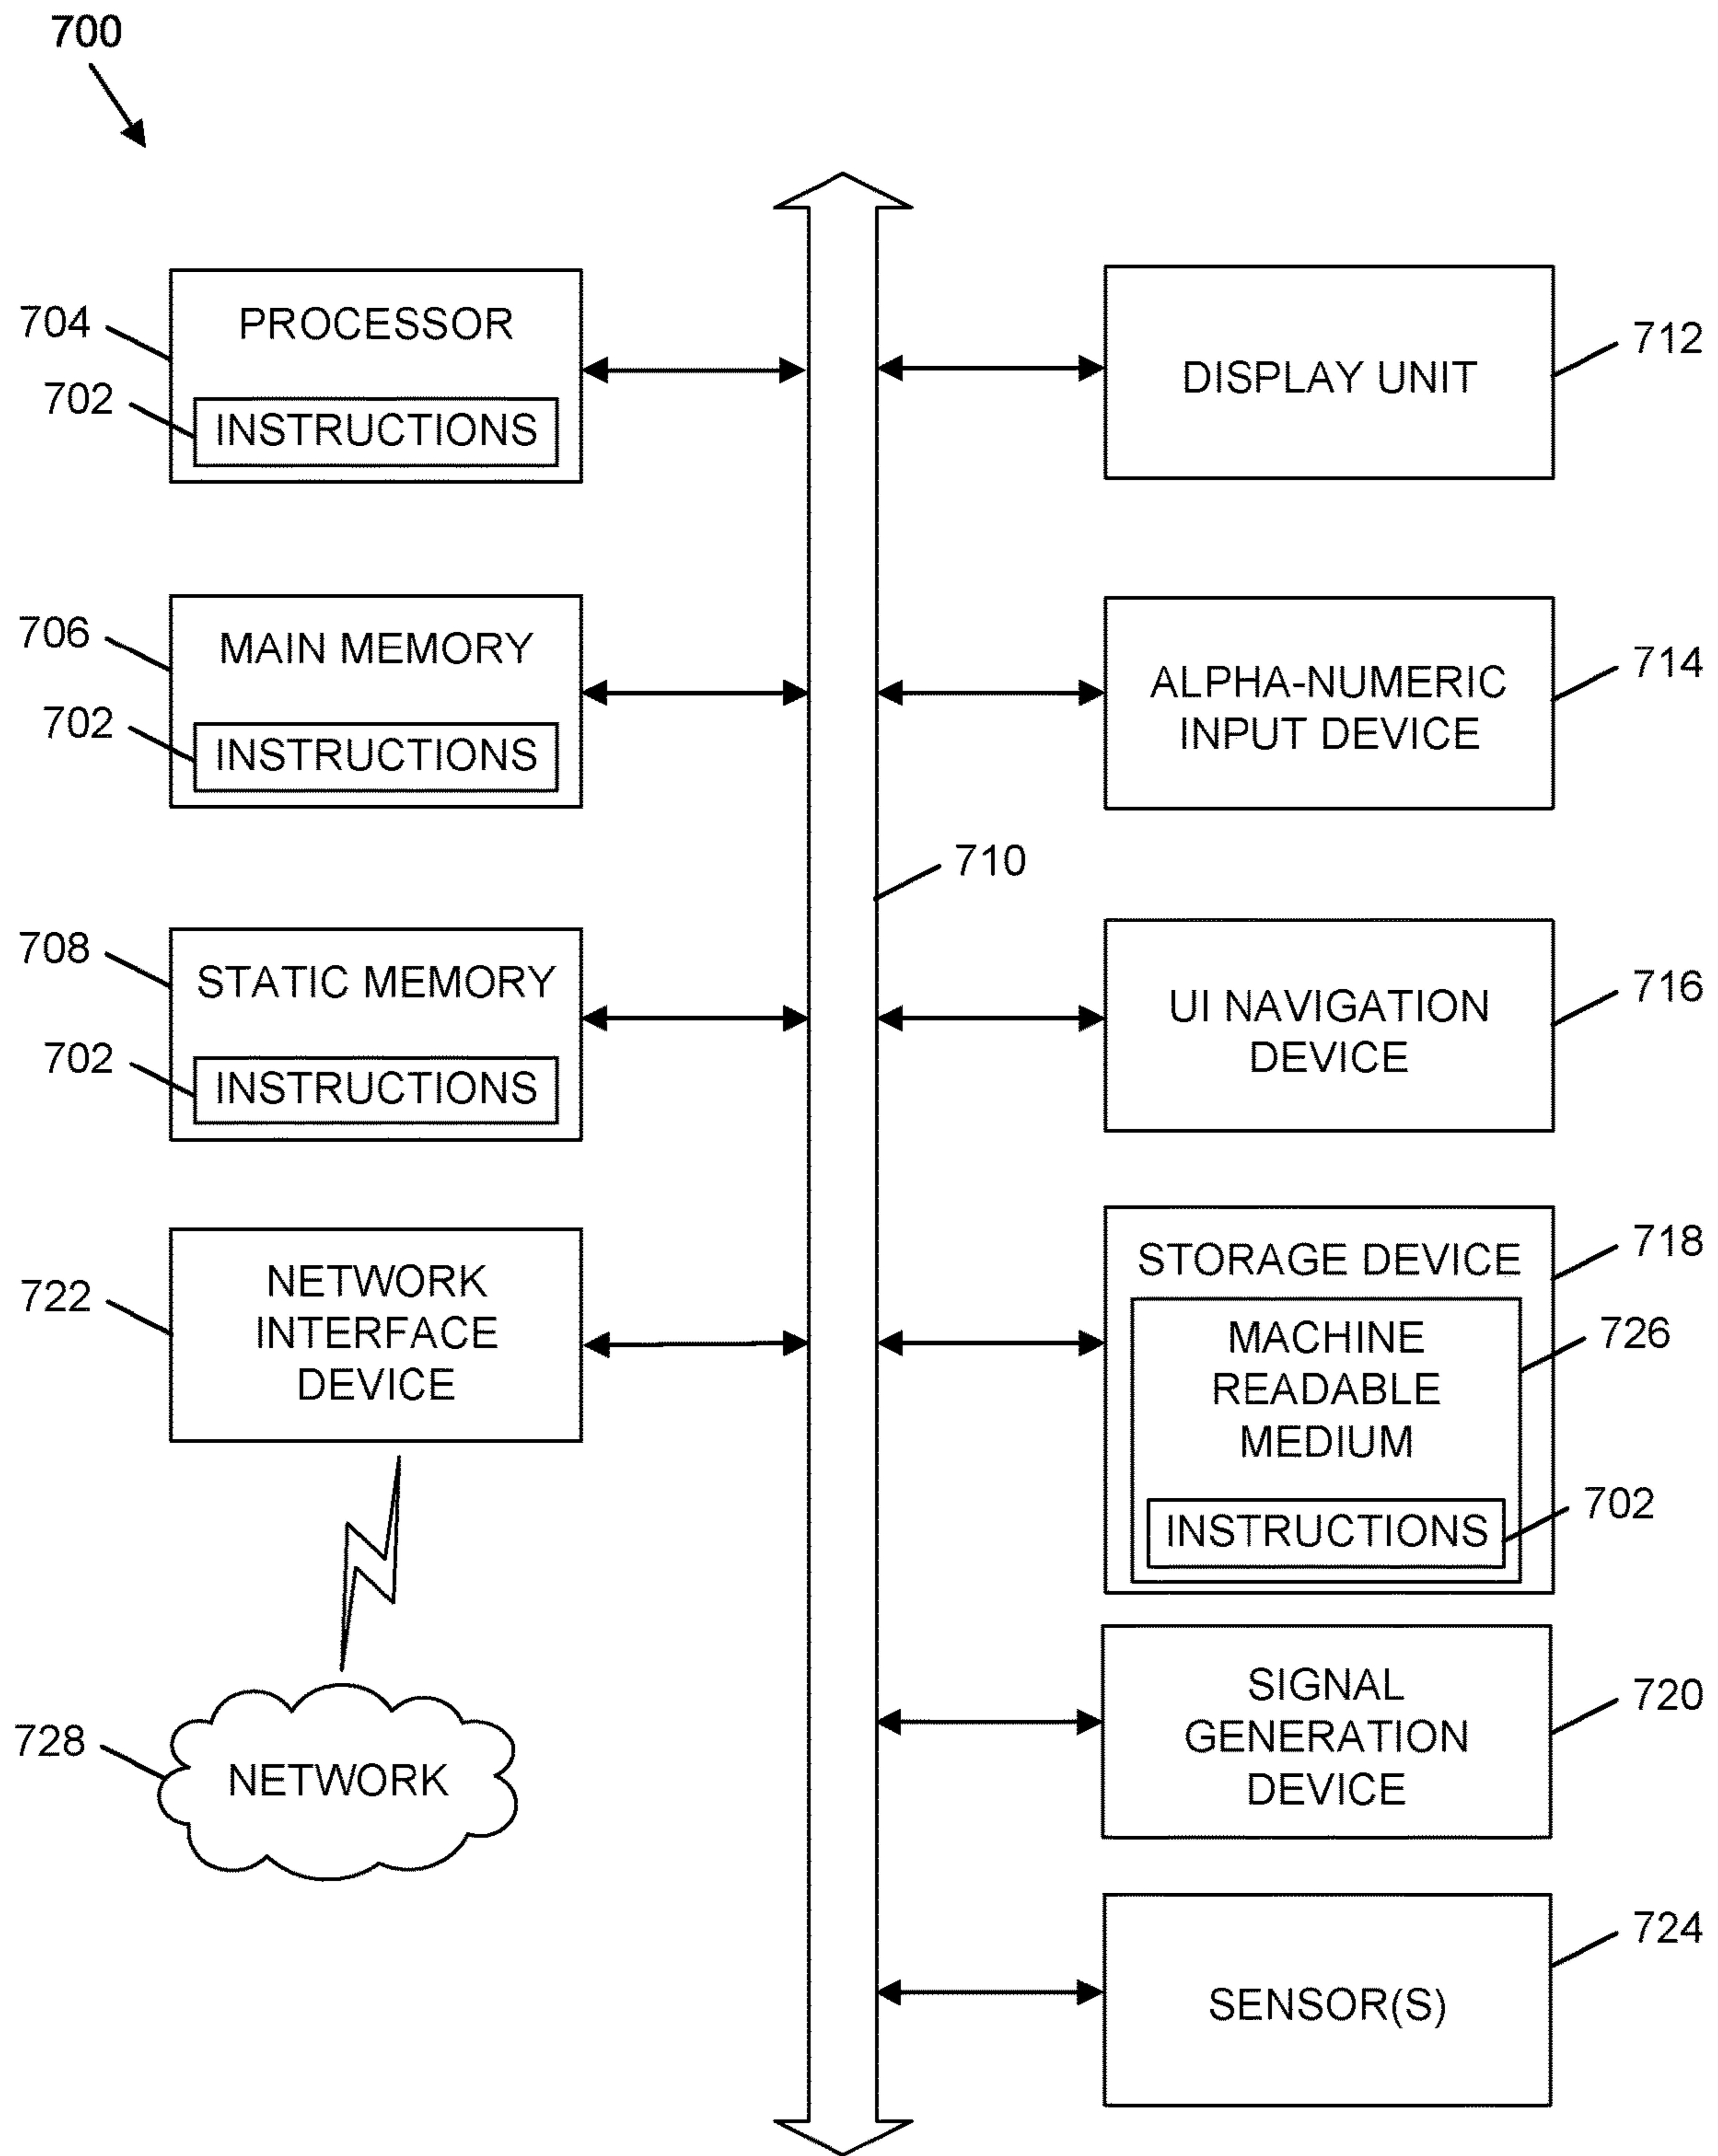 700
704
PROCESSOR
702
INSTRUCTIONS
706
MAIN MEMORY
702
INSTRUCTIONS
708
STATIC MEMORY
702
INSTRUCTIONS
722
NETWORK
INTERFACE
DEVICE
728
NETWORK
710
712
DISPLAY UNIT
714
ALPHA-NUMERIC
INPUT DEVICE
716
UI NAVIGATION
DEVICE
718
STORAGE DEVICE
726
MACHINE
READABLE
MEDIUM
702
INSTRUCTIONS
720
SIGNAL
GENERATION
DEVICE
724
SENSOR(S)